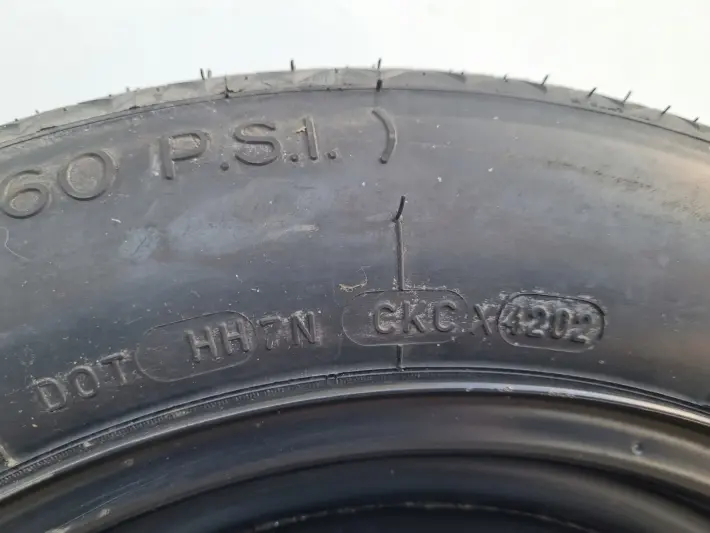 60 P.S.I. )
DOT HH7N CKC X 4202